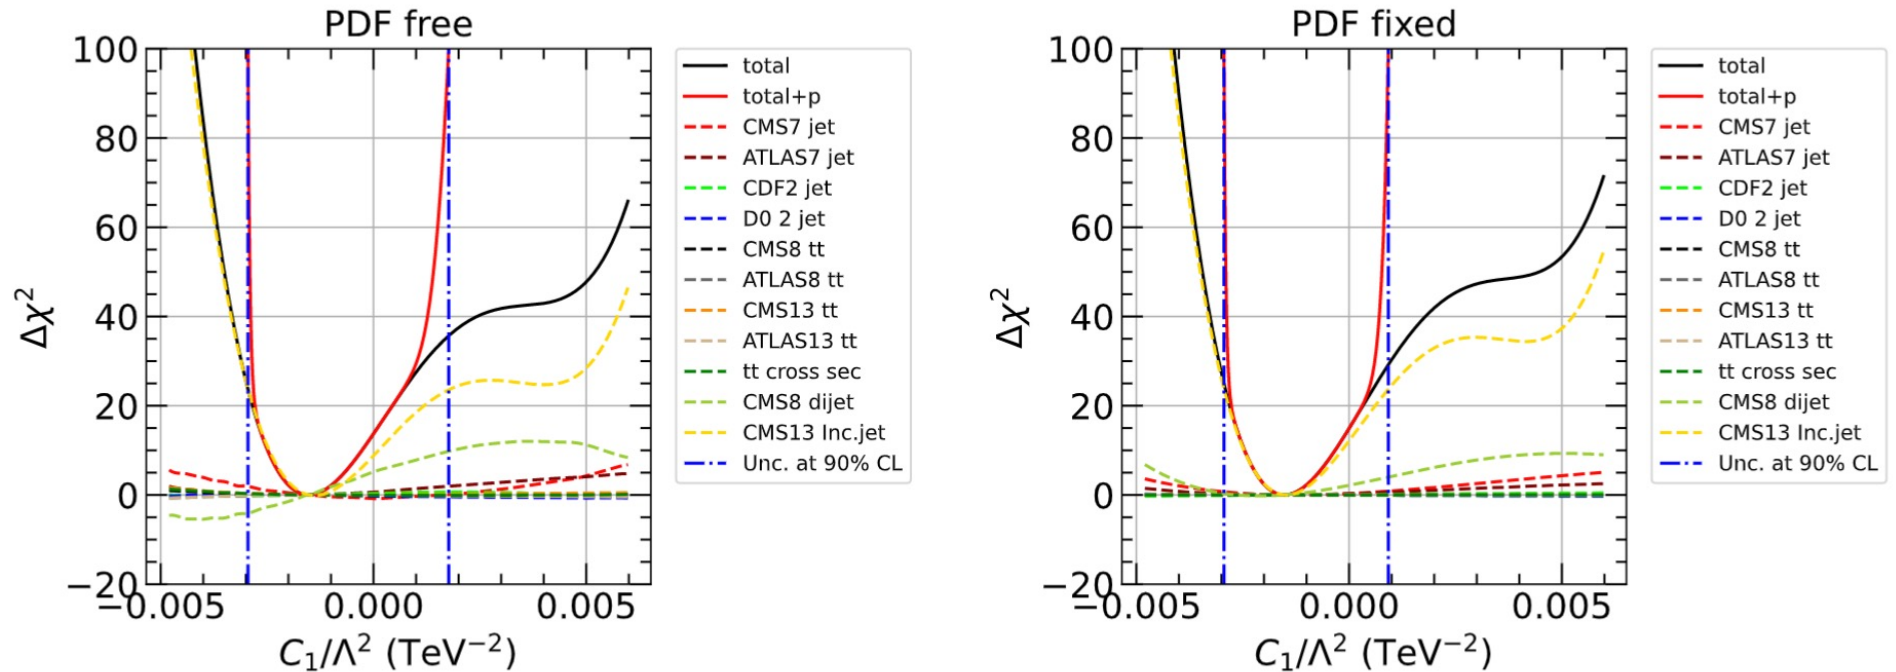 PDF free
100
80
60
40
20
0
−20
Δχ²
−0.005
0.000
0.005
C₁/Λ² (TeV⁻²)
total
total+p
CMS7 jet
ATLAS7 jet
CDF2 jet
D0 2 jet
CMS8 tt
ATLAS8 tt
CMS13 tt
ATLAS13 tt
tt cross sec
CMS8 dijet
CMS13 Inc.jet
Unc. at 90% CL
PDF fixed
100
80
60
40
20
0
−20
Δχ²
−0.005
0.000
0.005
C₁/Λ² (TeV⁻²)
total
total+p
CMS7 jet
ATLAS7 jet
CDF2 jet
D0 2 jet
CMS8 tt
ATLAS8 tt
CMS13 tt
ATLAS13 tt
tt cross sec
CMS8 dijet
CMS13 Inc.jet
Unc. at 90% CL